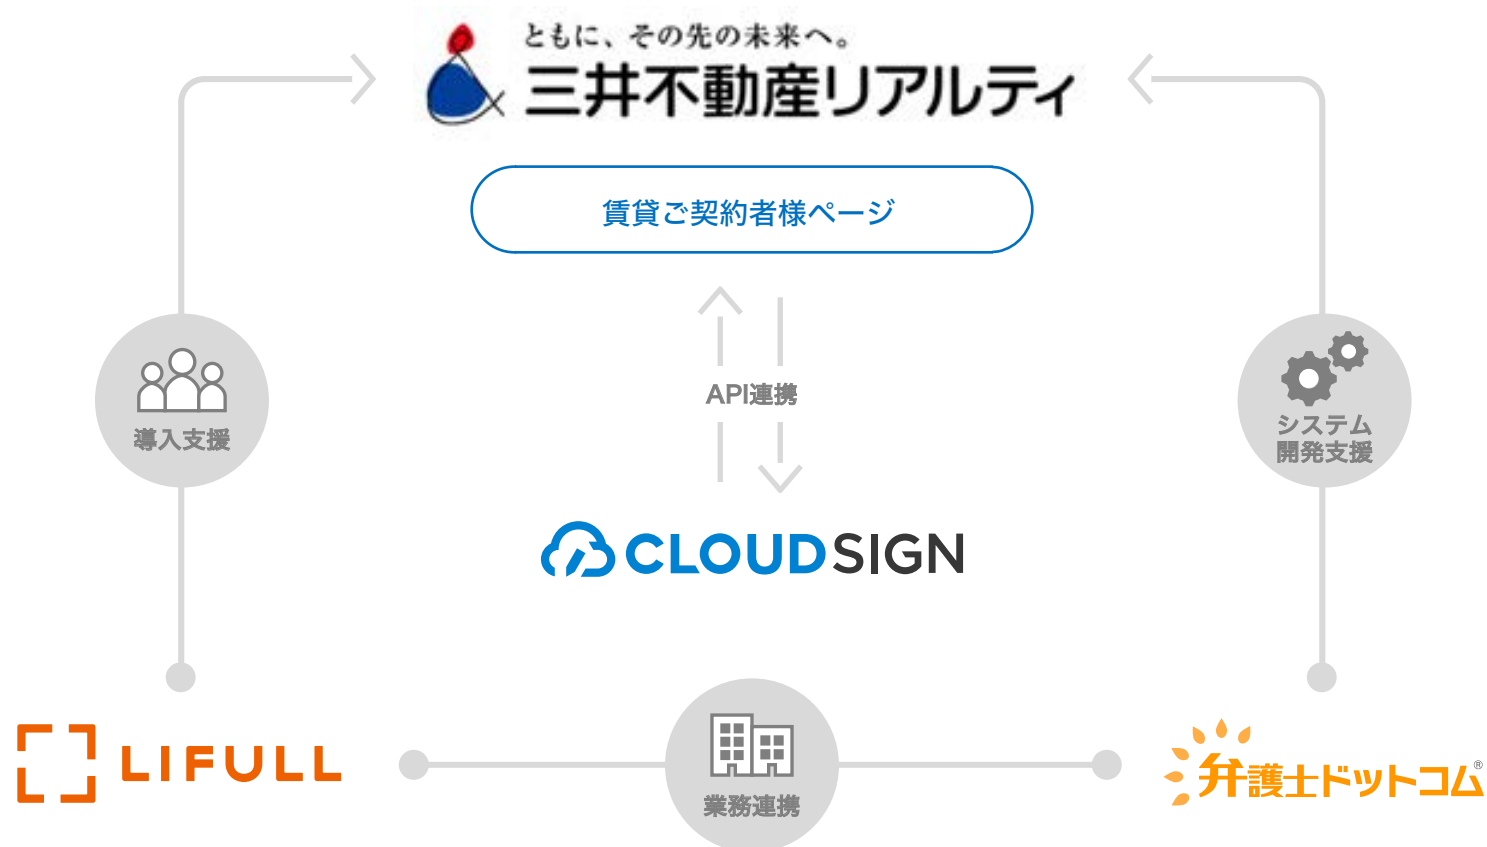 ともに、その先の未来へ。
三井不動産リアルティ
賃貸ご契約者様ページ
API連携
導入支援
システム
開発支援
CLOUDSIGN
LIFULL
業務連携
弁護士ドットコム®